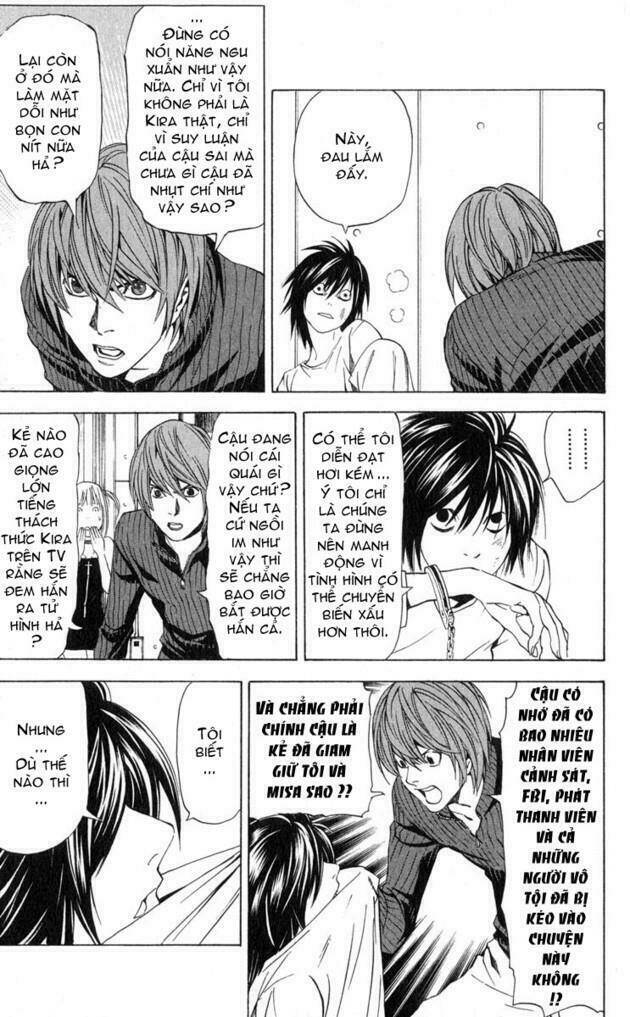 NÀY,
ĐAU LẮM
ĐẤY.
...
ĐỪNG CÓ
NÓI NĂNG NGU
XUẨN NHƯ VẬY
NỮA. CHỈ VÌ TÔI
KHÔNG PHẢI LÀ
KIRA THẬT, CHỈ
VÌ SUY LUẬN
CỦA CẬU SAI MÀ
CHƯA GÌ CẬU ĐÃ
NHỤT CHÍ NHƯ
VẬY SAO?
LẠI CÒN
Ở ĐÓ MÀ
LÀM MẶT
DỖI NHƯ
BỌN CON
NÍT NỮA
HẢ?
......
CÓ THỂ TÔI
DIỄN ĐẠT
HƠI KÉM...
Ý TÔI CHỈ
LÀ CHÚNG
TA ĐỪNG
NÊN MANH
ĐỘNG VÌ
TÌNH HÌNH CÓ
THỂ CHUYỂN
BIẾN XẤU
HƠN THÔI.
CẬU ĐANG
NÓI CÁI
QUÁI GÌ
VẬY CHỨ?
NẾU TA
CỨ NGỒI
IM NHƯ
VẬY THÌ
SẼ CHẲNG
BAO GIỜ
BẮT ĐƯỢC
HẮN CẢ.
KẺ NÀO
ĐÃ CAO
GIỌNG
LỚN
TIẾNG
THÁCH
THỨC KIRA
TRÊN TV
RẰNG SẼ
ĐEM HẮN
RA TỬ
HÌNH HẢ
?
CẬU CÓ
NHỚ ĐÃ CÓ
BAO NHIÊU
NHÂN VIÊN
CẢNH SÁT,
FBI, PHÁT
THANH VIÊN
VÀ CẢ
NHỮNG
NGƯỜI VÔ
TỘI ĐÃ BỊ
KÉO VÀO
CHUYỆN
NÀY
KHÔNG
!?
VÀ CHẲNG PHẢI
CHÍNH CẬU LÀ
KẺ ĐÃ GIAM
GIỮ TÔI VÀ
MISA SAO ??
TÔI
BIẾT
...
NHƯNG
...
DÙ THẾ
NÀO THÌ
...